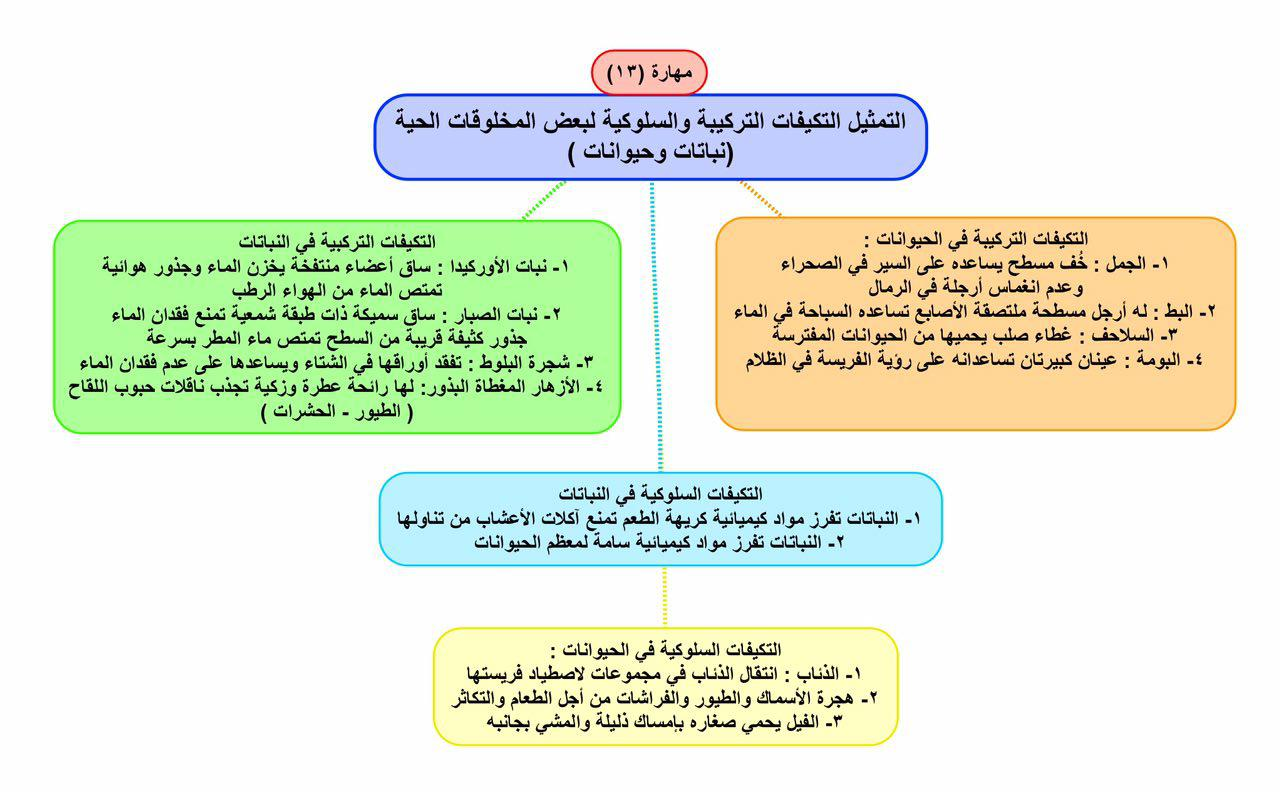 مهارة (١٣)
التمثيل التكيفات التركيبة والسلوكية لبعض المخلوقات الحية
(نباتات وحيوانات )
التكيفات التركيبة في الحيوانات :
١- الجمل : خُف مسطح يساعده على السير في الصحراء
وعدم انغماس أرجلة في الرمال
٢- البط : له أرجل مسطحة ملتصقة الأصابع تساعده السباحة في الماء
٣- السلاحف : غطاء صلب يحميها من الحيوانات المفترسة
٤- البومة : عينان كبيرتان تساعدانه على رؤية الفريسة في الظلام
التكيفات التركبية في النباتات
١- نبات الأوركيدا : ساق أعضاء منتفخة يخزن الماء وجذور هوائية
تمتص الماء من الهواء الرطب
٢- نبات الصبار : ساق سميكة ذات طبقة شمعية تمنع فقدان الماء
جذور كثيفة قريبة من السطح تمتص ماء المطر بسرعة
٣- شجرة البلوط : تفقد أوراقها في الشتاء ويساعدها على عدم فقدان الماء
٤- الأزهار المغطاة البذور: لها رائحة عطرة وزكية تجذب ناقلات حبوب اللقاح
( الطيور - الحشرات )
التكيفات السلوكية في النباتات
١- النباتات تفرز مواد كيميائية كريهة الطعم تمنع آكلات الأعشاب من تناولها
٢- النباتات تفرز مواد كيميائية سامة لمعظم الحيوانات
التكيفات السلوكية في الحيوانات :
١- الذئاب : انتقال الذئاب في مجموعات لاصطياد فريستها
٢- هجرة الأسماك والطيور والفراشات من أجل الطعام والتكاثر
٣- الفيل يحمي صغاره بإمساك ذليلة والمشي بجانبه